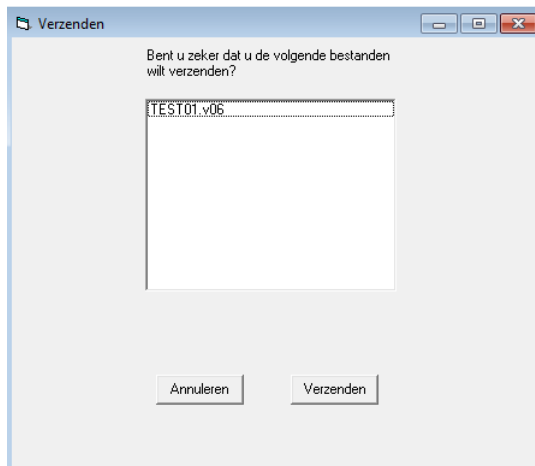 Verzenden
Bent u zeker dat u de volgende bestanden
wilt verzenden?
TEST01.v06
Annuleren
Verzenden